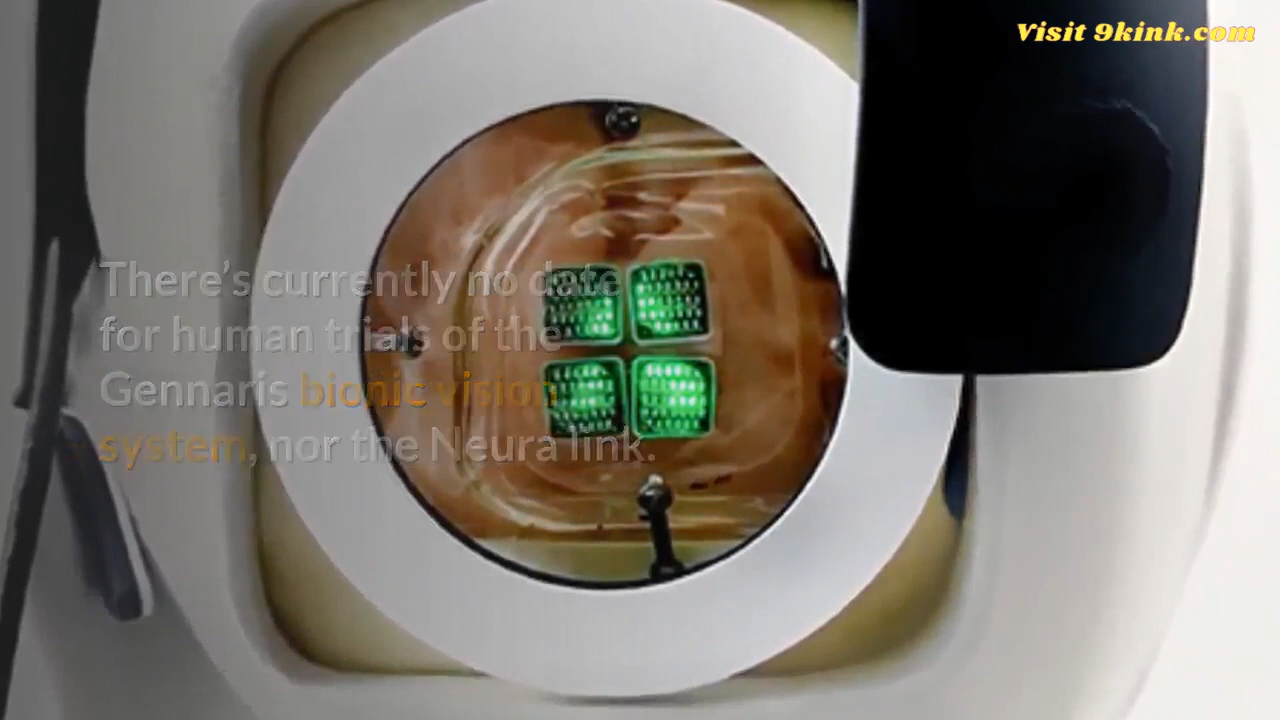 Visit 9kink.com
There's currently no date
for human trials of the
Gennaris bionic vision
system, nor the Neura link.